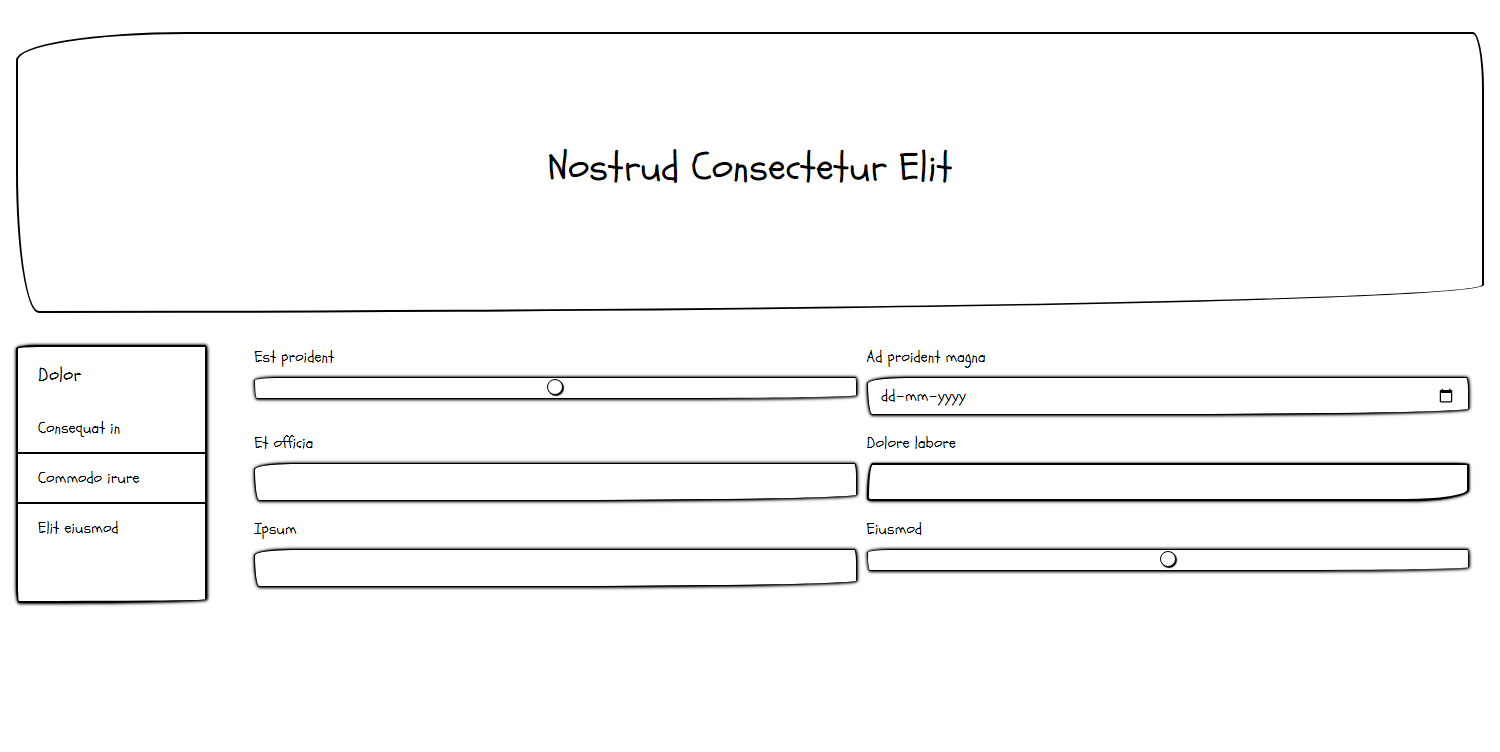 Nostrud Consectetur Elit
Dolor
Consequat in
Commodo irure
Elit eiusmod
Est proident
Ad proident magna
dd-mm-yyyy
Et officia
Dolore labore
Ipsum
Eiusmod